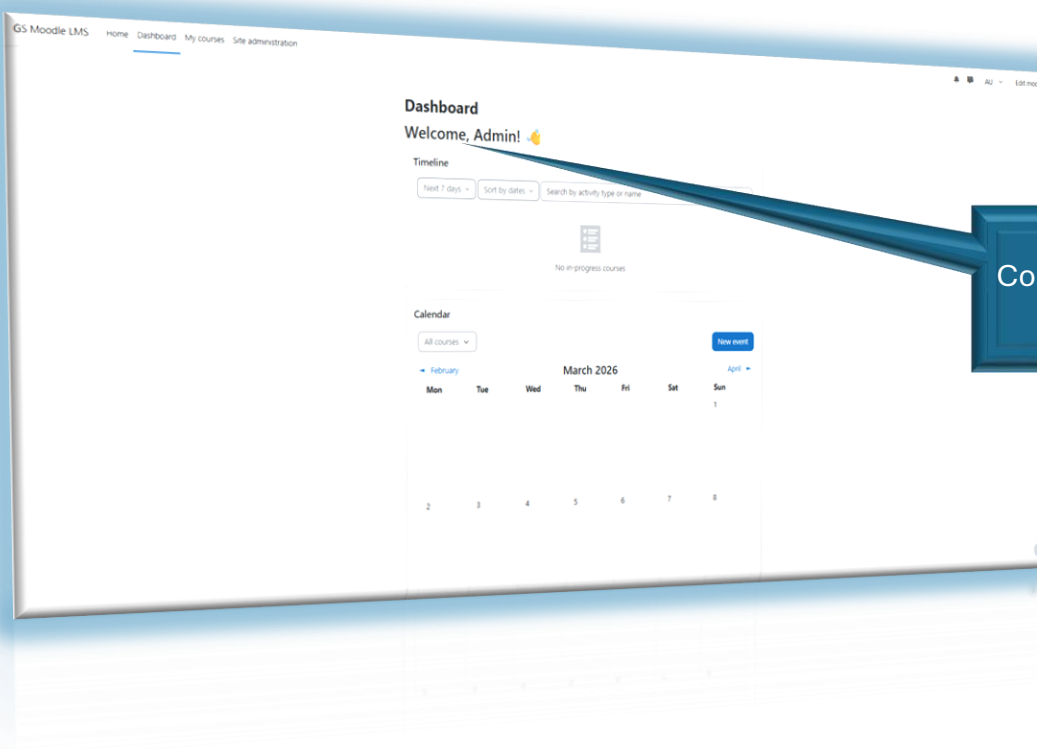 GS Moodle LMS Home Dashboard My courses Site administration
AU Edit mod
Dashboard
Welcome, Admin! 👋
Timeline
Next 7 days Sort by dates Search by activity type or name
No in-progress courses
Co
Calendar
All courses New event
◄ February March 2026 April ►
Mon Tue Wed Thu Fri Sat Sun
1
2 3 4 5 6 7 8